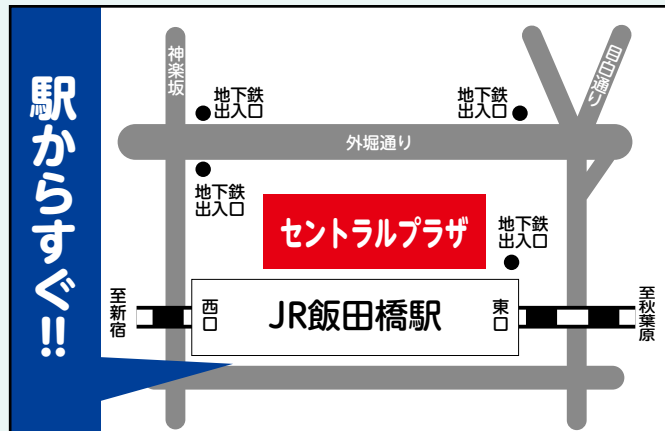 駅からすぐ!!
神楽坂
目白通り
地下鉄
出入口
地下鉄
出入口
外堀通り
地下鉄
出入口
セントラルプラザ
地下鉄
出入口
至新宿
西口
JR飯田橋駅
東口
至秋葉原